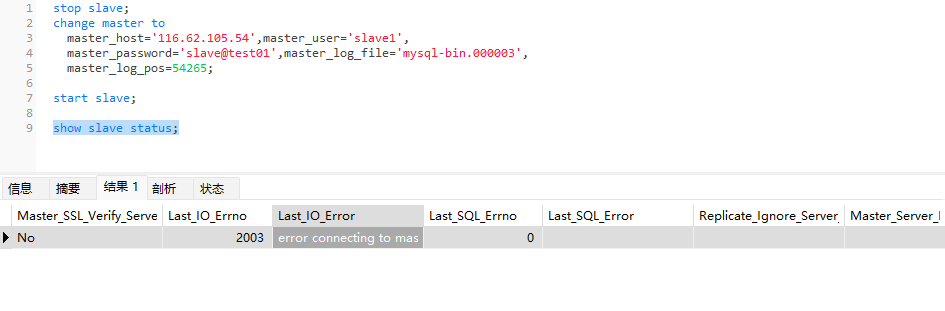 1 stop slave;
2 change master to
3 master_host='116.62.105.54',master_user='slave1',
4 master_password='slave@test01',master_log_file='mysql-bin.000003',
5 master_log_pos=54265;
6
7 start slave;
8
9 show slave status;
信息 摘要 结果 1 剖析 状态
Master_SSL_Verify_Serve Last_IO_Errno Last_IO_Error Last_SQL_Errno Last_SQL_Error Replicate_Ignore_Server_ Master_Server_I
No 2003 error connecting to mas 0